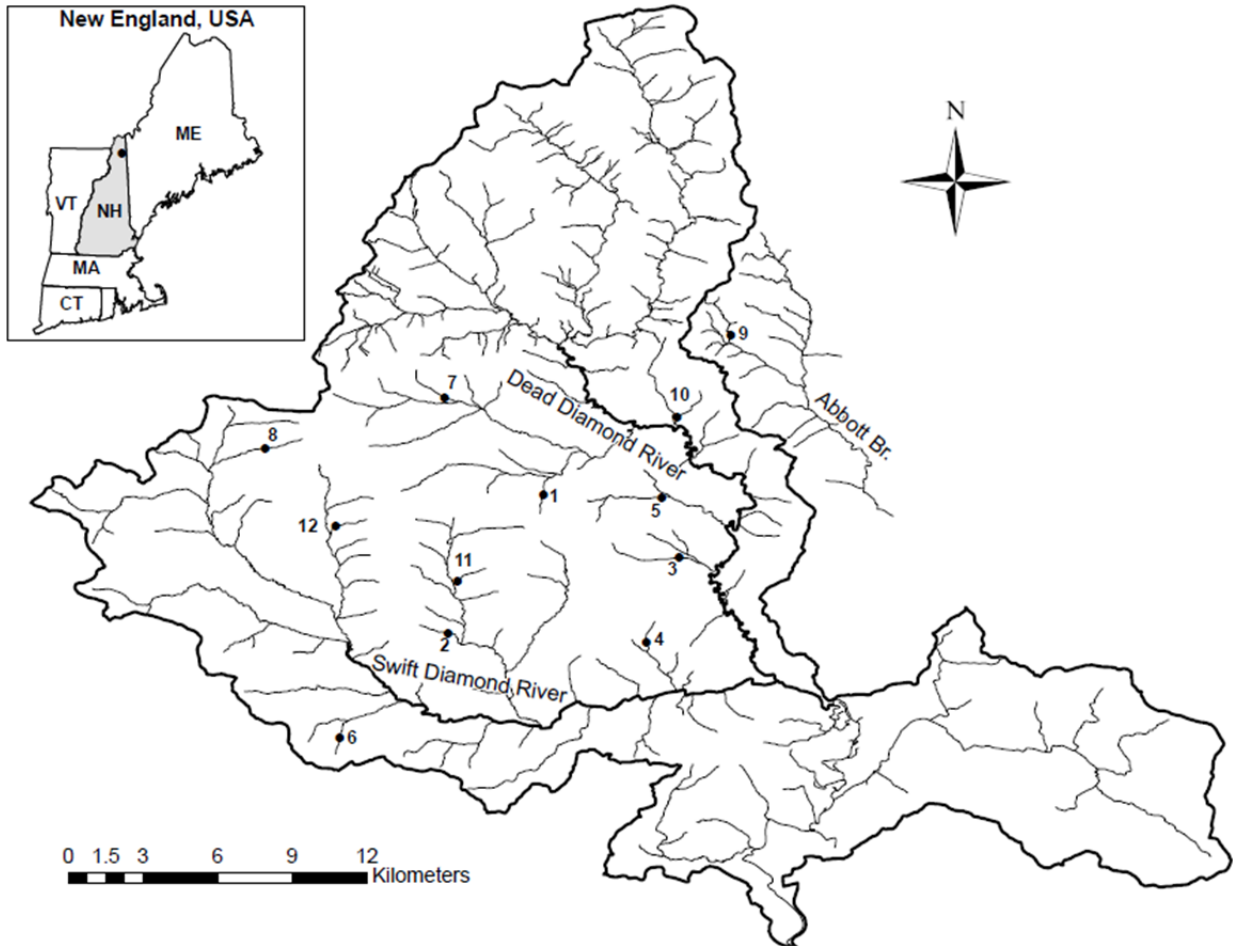 New England, USA
ME
VT
NH
MA
CT
N
9
Abbott Br.
7
Dead Diamond River
10
8
1
5
12
11
3
2
4
Swift Diamond River
6
0 1.5 3 6 9 12
Kilometers